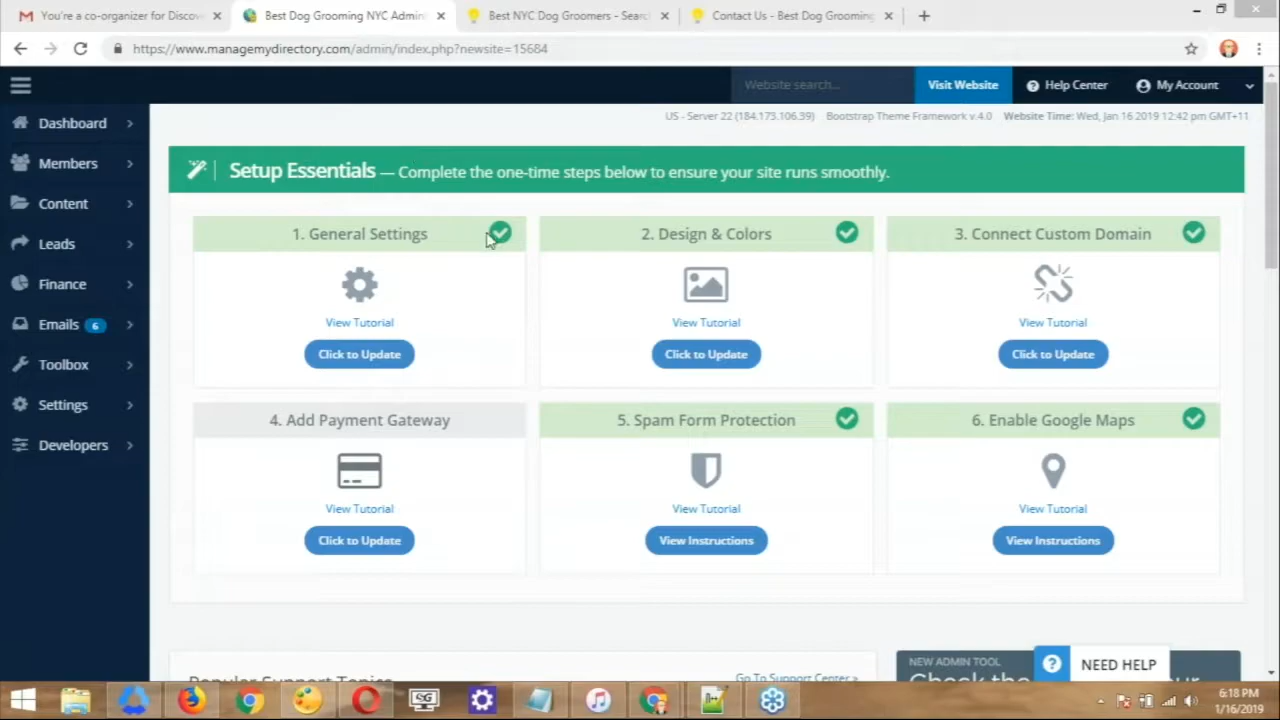 You're a co-organizer for Discov
Best Dog Grooming NYC Admin
Best NYC Dog Groomers - Searc
Contact Us - Best Dog Grooming
https://www.managemydirectory.com/admin/index.php?newsite=15684
Website search...
Visit Website
Help Center
My Account
US - Server 22 (184.173.106.39) Bootstrap Theme Framework v.4.0 Website Time: Wed, Jan 16 2019 12:42 pm GMT+11
Dashboard
Members
Content
Leads
Finance
Emails 6
Toolbox
Settings
Developers
Setup Essentials — Complete the one-time steps below to ensure your site runs smoothly.
1. General Settings
View Tutorial
Click to Update
2. Design & Colors
View Tutorial
Click to Update
3. Connect Custom Domain
View Tutorial
Click to Update
4. Add Payment Gateway
View Tutorial
Click to Update
5. Spam Form Protection
View Tutorial
View Instructions
6. Enable Google Maps
View Tutorial
View Instructions
Popular Support Topics
Go To Support Center »
NEW ADMIN TOOL
Check the
NEED HELP
SG
6:18 PM
1/16/2019